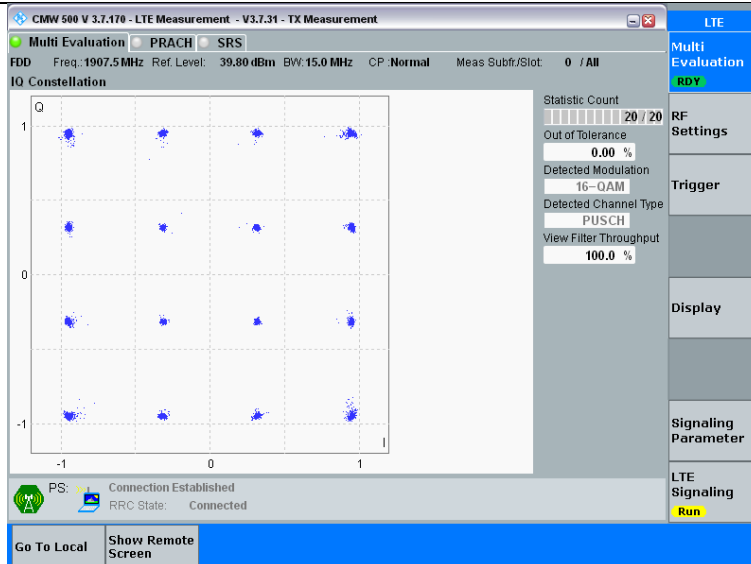 CMW 500 V 3.7.170 - LTE Measurement - V3.7.31 - TX Measurement
LTE
Multi Evaluation PRACH SRS
FDD Freq.: 1907.5 MHz Ref. Level: 39.80 dBm BW: 15.0 MHz CP : Normal Meas Subfr./Slot: 0 / All
IQ Constellation
Q
1
0
-1
-1 0 1
I
Statistic Count
20 / 20
Out of Tolerance
0.00 %
Detected Modulation
16-QAM
Detected Channel Type
PUSCH
View Filter Throughput
100.0 %
Multi
Evaluation
RDY
RF
Settings
Trigger
Display
Signaling
Parameter
LTE
Signaling
Run
PS: Connection Established
RRC State: Connected
Go To Local
Show Remote
Screen